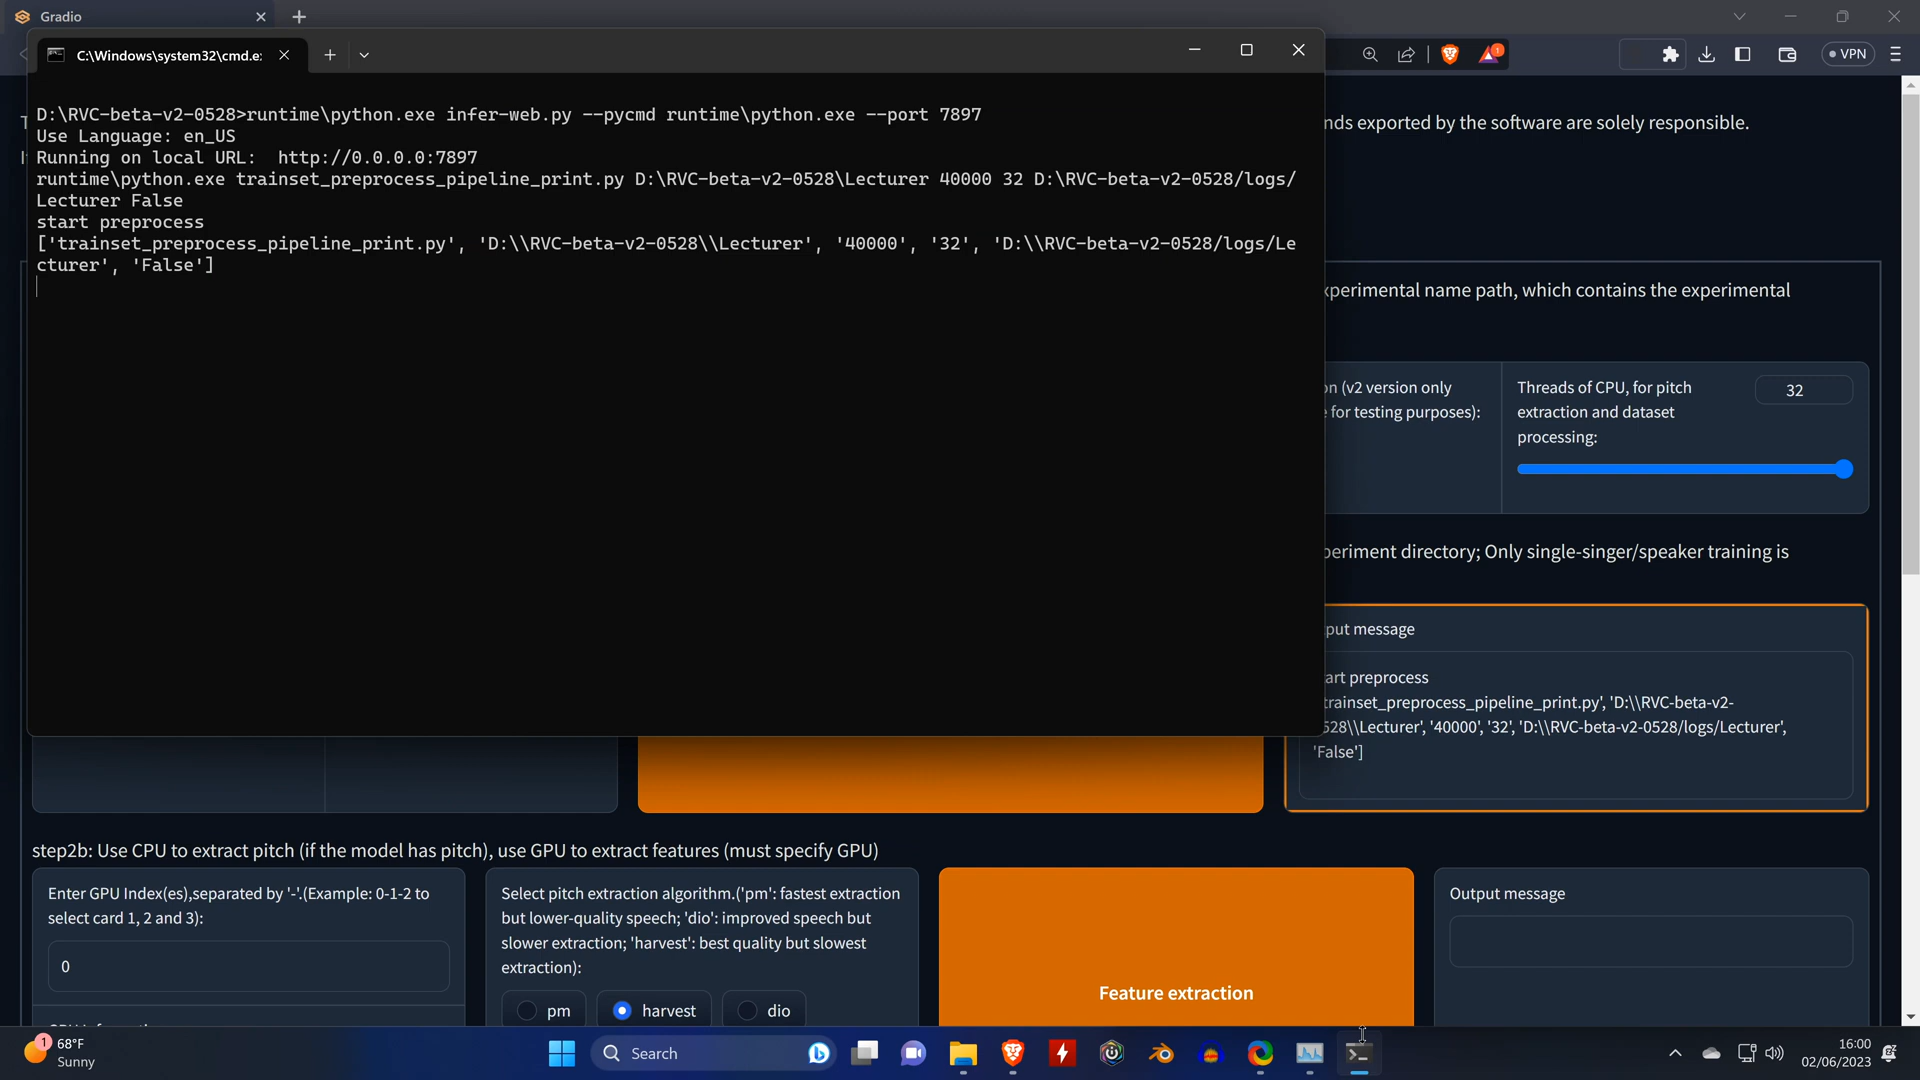 Gradio
C:\Windows\system32\cmd.e:
VPN
D:\RVC-beta-v2-0528>runtime\python.exe infer-web.py --pycmd runtime\python.exe --port 7897
Use Language: en_US
Running on local URL:  http://0.0.0.0:7897
runtime\python.exe trainset_preprocess_pipeline_print.py D:\RVC-beta-v2-0528\Lecturer 40000 32 D:\RVC-beta-v2-0528/logs/
Lecturer False
start preprocess
['trainset_preprocess_pipeline_print.py', 'D:\\RVC-beta-v2-0528\\Lecturer', '40000', '32', 'D:\\RVC-beta-v2-0528/logs/Le
cturer', 'False']
nds exported by the software are solely responsible.
xperimental name path, which contains the experimental
on (v2 version only
e for testing purposes):
Threads of CPU, for pitch
extraction and dataset
processing:
32
periment directory; Only single-singer/speaker training is
put message
art preprocess
trainset_preprocess_pipeline_print.py', 'D:\\RVC-beta-v2-
528\\Lecturer', '40000', '32', 'D:\\RVC-beta-v2-0528/logs/Lecturer',
'False']
step2b: Use CPU to extract pitch (if the model has pitch), use GPU to extract features (must specify GPU)
Enter GPU Index(es),separated by '-'.(Example: 0-1-2 to
select card 1, 2 and 3):
0
Select pitch extraction algorithm.('pm': fastest extraction
but lower-quality speech; 'dio': improved speech but
slower extraction; 'harvest': best quality but slowest
extraction):
pm
harvest
dio
Feature extraction
Output message
1
68°F
Sunny
Search
16:00
02/06/2023